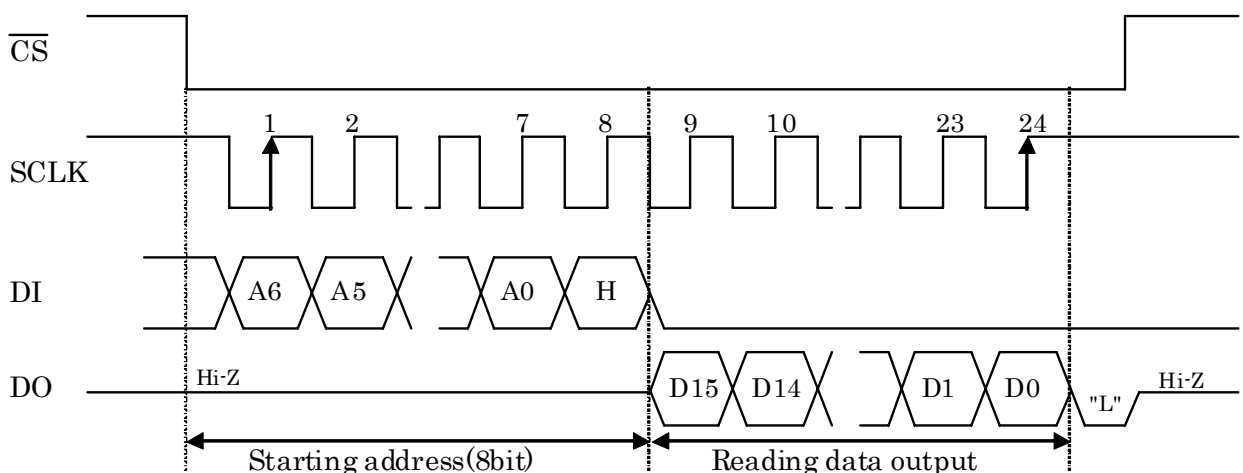 CS
1 2 7 8 9 10 23 24
SCLK
DI A6 A5 A0 H
Hi-Z
DO D15 D14 D1 D0 "L" Hi-Z
Starting address(8bit) Reading data output